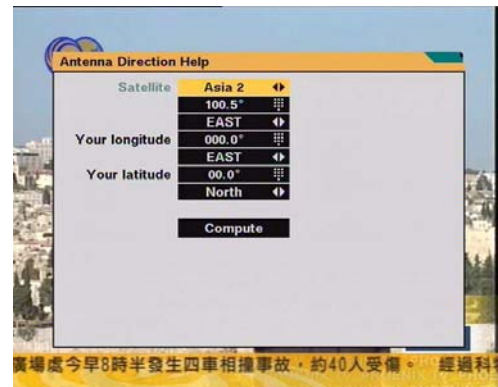 Antenna Direction Help
Satellite Asia 2
100.5°
EAST
Your longitude 000.0°
EAST
Your latitude 00.0°
North
Compute
廣場處今早8時半發生四車相撞事故，約40人受傷。 經過科